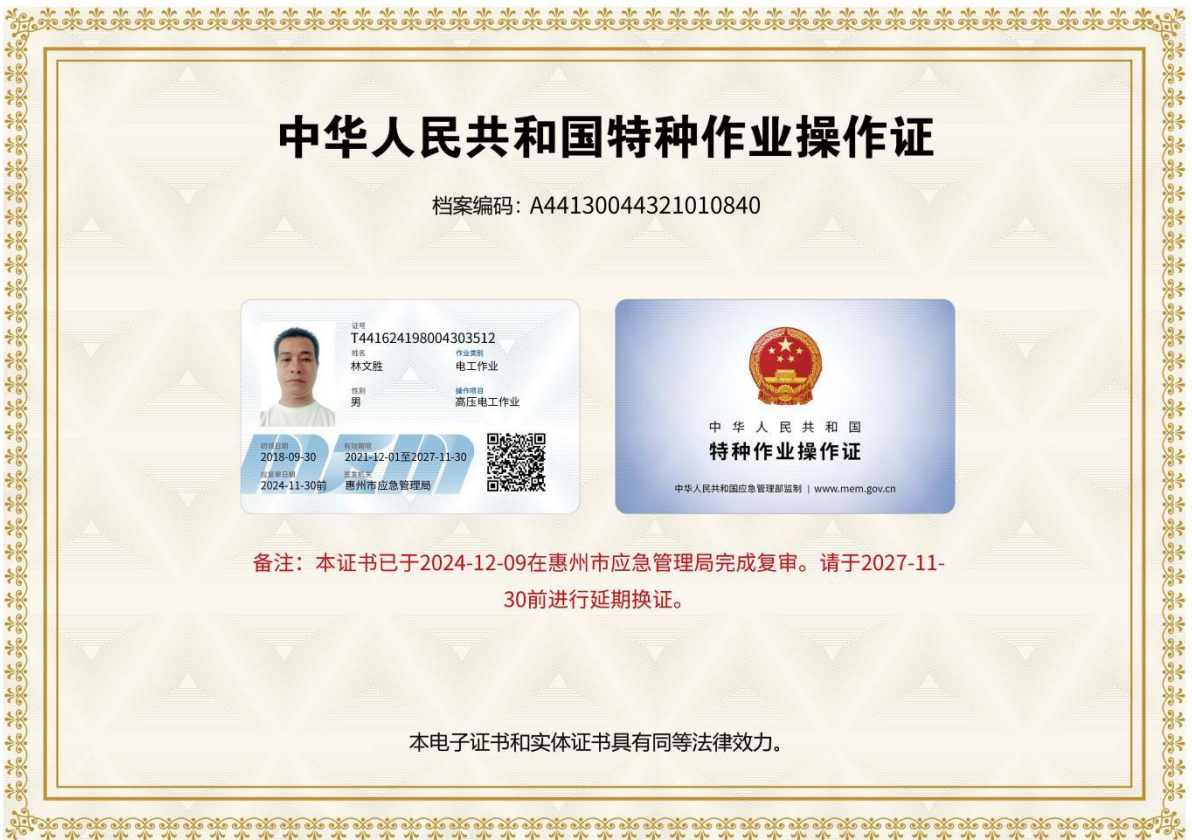 中华人民共和国特种作业操作证
档案编码：A44130044321010840
证号
T441624198004303512
姓名
作业类别
林文胜
电工作业
性别
操作项目
男
高压电工作业
初领日期
有效期限
2018-09-30
2021-12-01至2027-11-30
应复审日期
签发机关
2024-11-30前
惠州市应急管理局
中华人民共和国
特种作业操作证
中华人民共和国应急管理部监制 | www.mem.gov.cn
备注：本证书已于2024-12-09在惠州市应急管理局完成复审。请于2027-11-
30前进行延期换证。
本电子证书和实体证书具有同等法律效力。